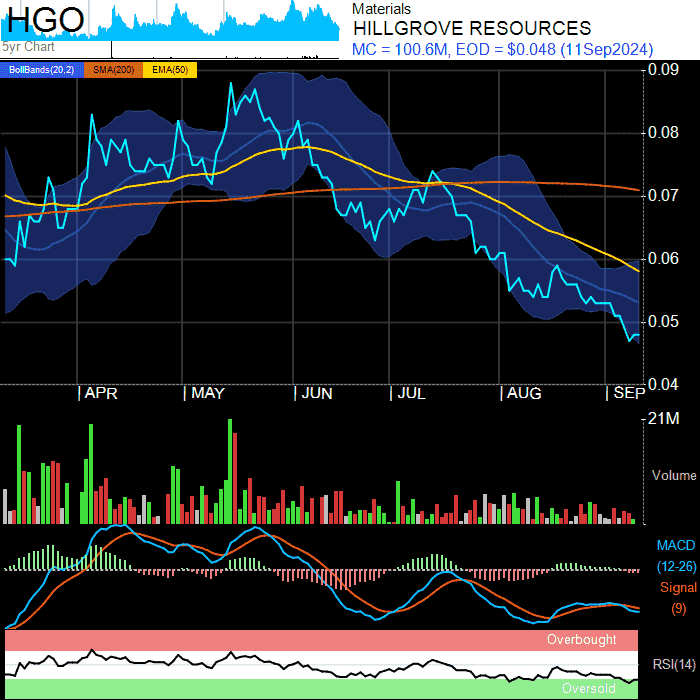 HGO
5yr Chart
Materials
HILLGROVE RESOURCES
MC = 100.6M, EOD = $0.048 (11Sep2024)
BollBands(20,2) SMA(200) EMA(50)
0.09
0.08
0.07
0.06
0.05
0.04
APR MAY JUN JUL AUG SEP
21M
Volume
MACD
(12-26)
Signal
(9)
Overbought
RSI(14)
Oversold